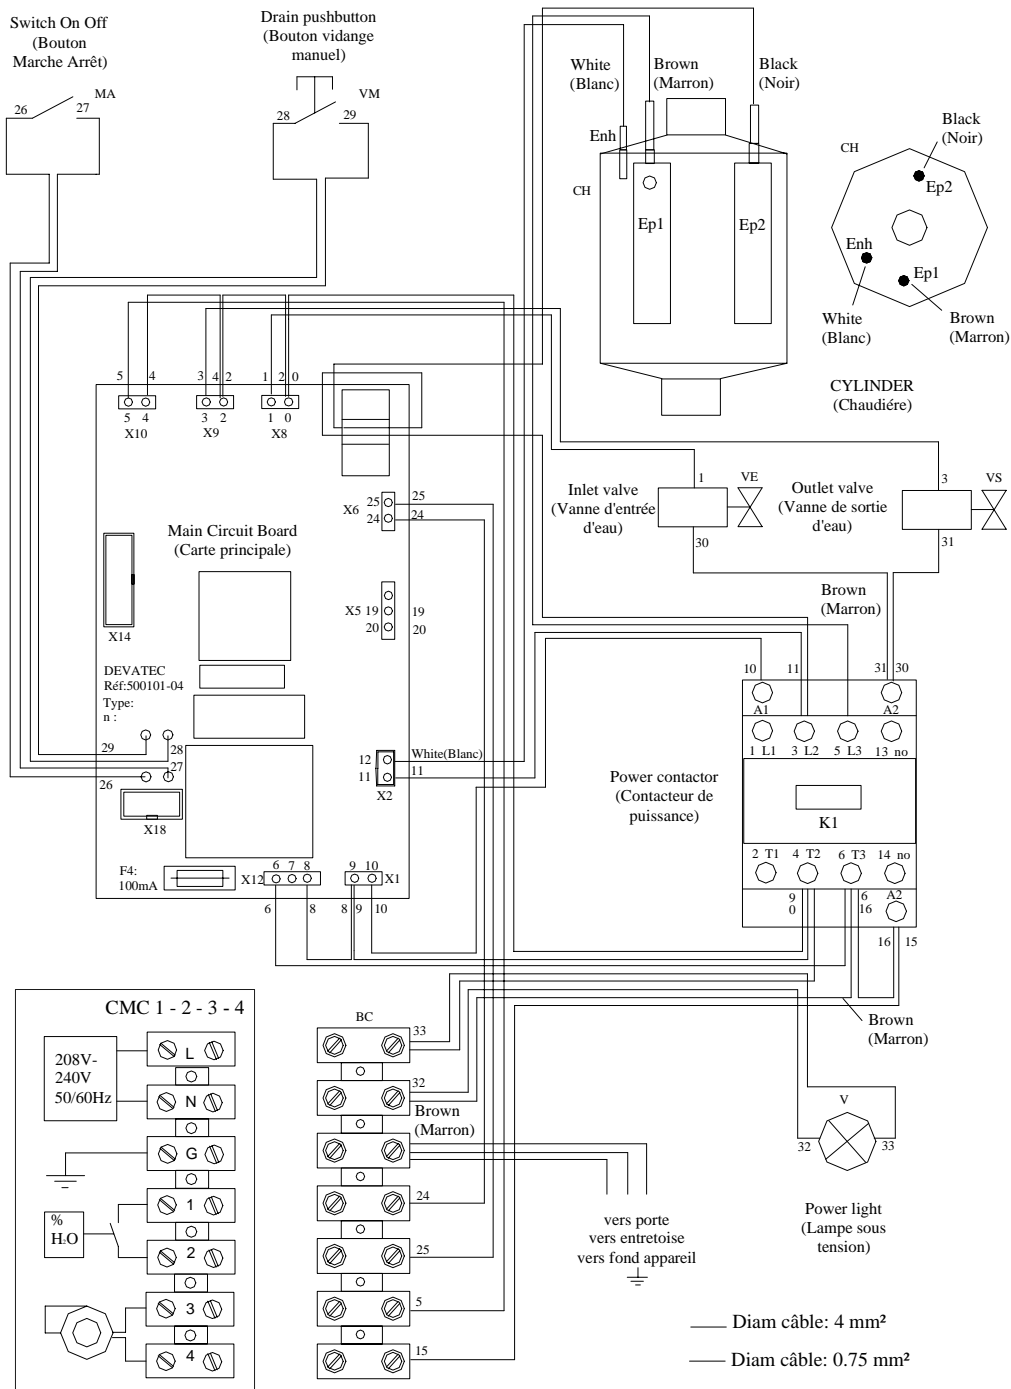 Switch On Off
(Bouton
Marche Arrêt)
26
27
MA
Drain pushbutton
(Bouton vidange
manuel)
28
29
VM
White
(Blanc)
Brown
(Marron)
Black
(Noir)
Enh
CH
Ep1
Ep2
CH
Black
(Noir)
Ep2
Enh
Ep1
White
(Blanc)
Brown
(Marron)
CYLINDER
(Chaudiére)
5 4
3 4 2
1 2 0
5 4
X10
3 2
X9
1 0
X8
X6
25
24
25
24
Main Circuit Board
(Carte principale)
X5
19
20
19
20
X14
DEVATEC
Réf:500101-04
Type:
n :
29
28
27
26
X18
12
11
White(Blanc)
11
X2
F4:
100mA
X12
6 7 8
9 10
X1
6 8 8 9 10
Inlet valve
(Vanne d'entrée
d'eau)
1
VE
30
Outlet valve
(Vanne de sortie
d'eau)
3
VS
31
Brown
(Marron)
10
11
31 30
A1
A2
1 L1
3 L2
5 L3
13 no
Power contactor
(Contacteur de
puissance)
K1
2 T1
4 T2
6 T3
14 no
9
0
6
16
A2
16
15
Brown
(Marron)
CMC 1 - 2 - 3 - 4
208V-
240V
50/60Hz
L
N
G
%
H2O
1
2
3
4
BC
33
32
Brown
(Marron)
24
25
5
15
vers porte
vers entretoise
vers fond appareil
V
32
33
Power light
(Lampe sous
tension)
Diam câble: 4 mm²
Diam câble: 0.75 mm²